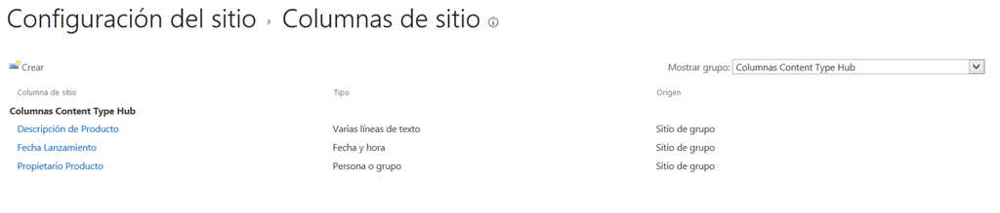 Configuración del sitio › Columnas de sitio
Crear
Mostrar grupo: Columnas Content Type Hub
Columna de sitio Tipo Origen
Columnas Content Type Hub
Descripción de Producto Varias líneas de texto Sitio de grupo
Fecha Lanzamiento Fecha y hora Sitio de grupo
Propietario Producto Persona o grupo Sitio de grupo